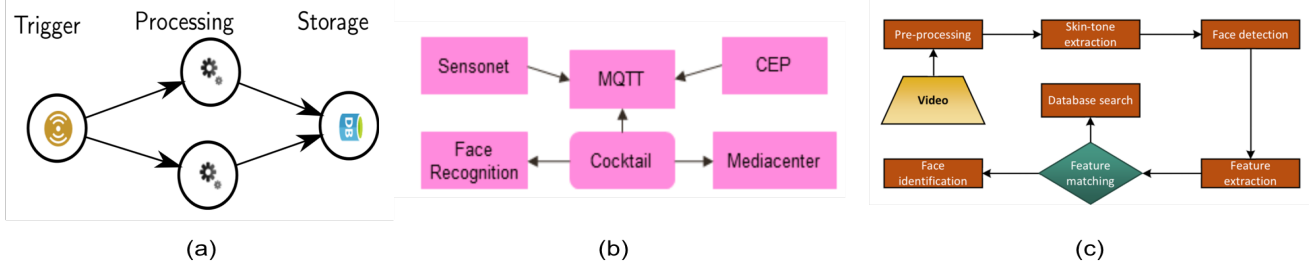 Trigger
Processing
Storage
DB
(a)
Sensonet
MQTT
CEP
Face
Recognition
Cocktail
Mediacenter
(b)
Pre-processing
Skin-tone
extraction
Face detection
Video
Database search
Face
identification
Feature
matching
Feature
extraction
(c)